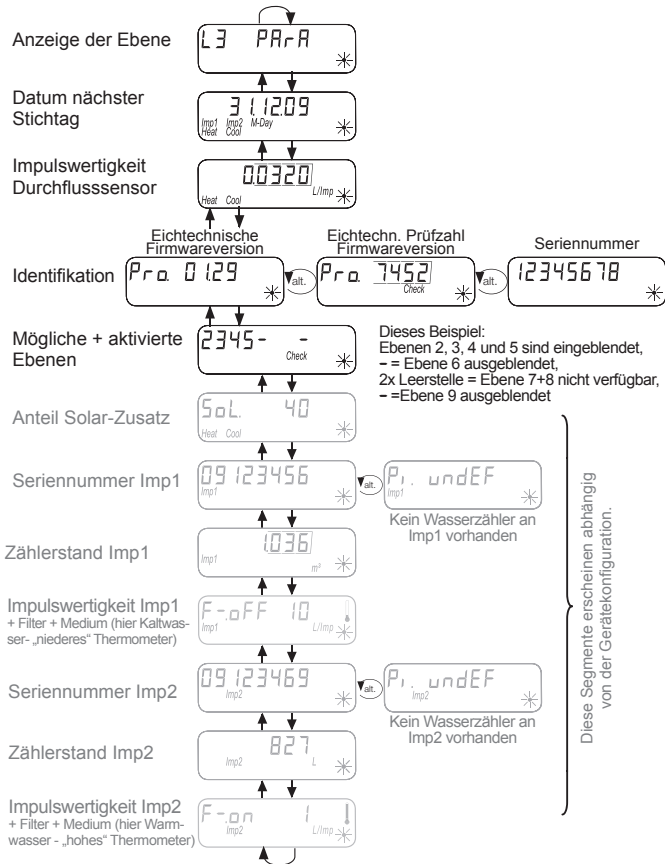 Anzeige der Ebene
L3 PArA
Datum nächster
Stichtag
31.12.09
Imp1 Imp2 M-Day
Heat Cool
Impulswertigkeit
Durchflusssensor
0.0320
L/Imp
Heat Cool
Eichtechnische
Firmwareversion
Eichtechn. Prüfzahl
Firmwareversion
Seriennummer
Identifikation
Pro. 01.29
alt.
Pro. 7452
Check
alt.
12345678
Mögliche + aktivierte
Ebenen
2345- -
Check
Dieses Beispiel:
Ebenen 2, 3, 4 und 5 sind eingeblendet,
– = Ebene 6 ausgeblendet,
2x Leerstelle = Ebene 7+8 nicht verfügbar,
– =Ebene 9 ausgeblendet
Anteil Solar-Zusatz
SoL. 40
Heat Cool
Seriennummer Imp1
09123456
Imp1
alt.
Pi. undEF
Imp1
Kein Wasserzähler an
Imp1 vorhanden
Zählerstand Imp1
1.036
Imp1 m³
Impulswertigkeit Imp1
+ Filter + Medium (hier Kaltwas-
ser- „niederes“ Thermometer)
F-.oFF 10
Imp1 L/Imp
Seriennummer Imp2
09123469
Imp2
alt.
Pi. undEF
Imp2
Kein Wasserzähler an
Imp2 vorhanden
Zählerstand Imp2
827
Imp2 L
Impulswertigkeit Imp2
+ Filter + Medium (hier Warm-
wasser - „hohes“ Thermometer)
F-.on 1
Imp2 L/Imp
Diese Segmente erscheinen abhängig
von der Gerätekonfiguration.